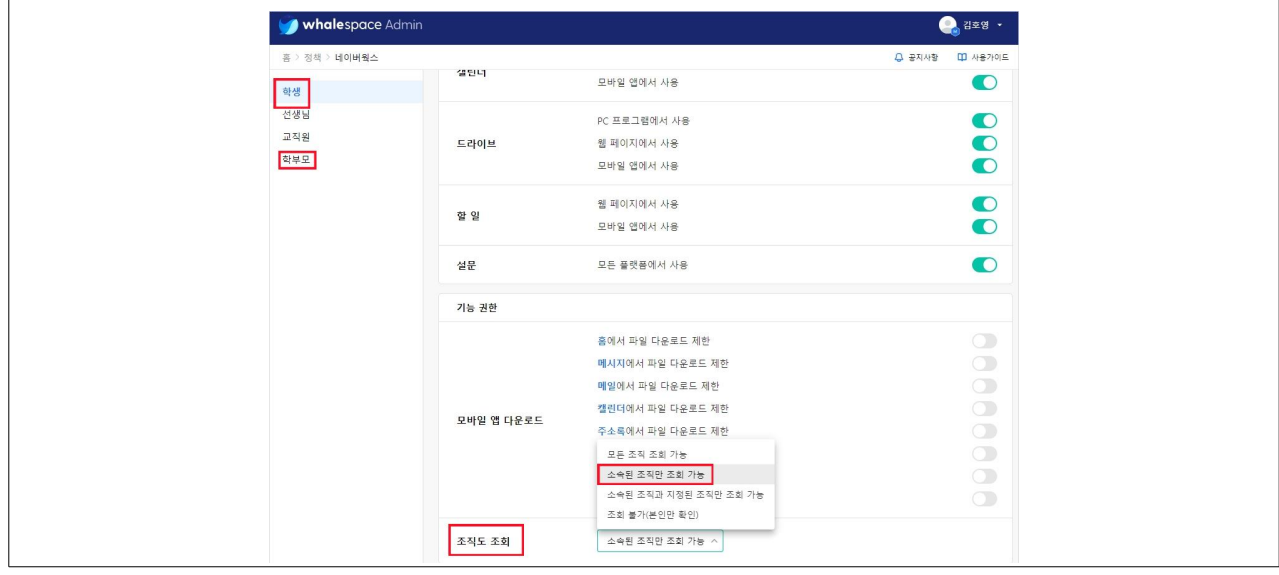 whalespace Admin
김호영
홈 > 정책 > 네이버웍스
공지사항
사용가이드
학생
선생님
교직원
학부모
캘린더
모바일 앱에서 사용
드라이브
PC 프로그램에서 사용
웹 페이지에서 사용
모바일 앱에서 사용
할 일
웹 페이지에서 사용
모바일 앱에서 사용
설문
모든 플랫폼에서 사용
기능 권한
모바일 앱 다운로드
홈에서 파일 다운로드 제한
메시지에서 파일 다운로드 제한
메일에서 파일 다운로드 제한
캘린더에서 파일 다운로드 제한
주소록에서 파일 다운로드 제한
모든 조직 조회 가능
소속된 조직만 조회 가능
소속된 조직과 지정된 조직만 조회 가능
조회 불가(본인만 확인)
조직도 조회
소속된 조직만 조회 가능